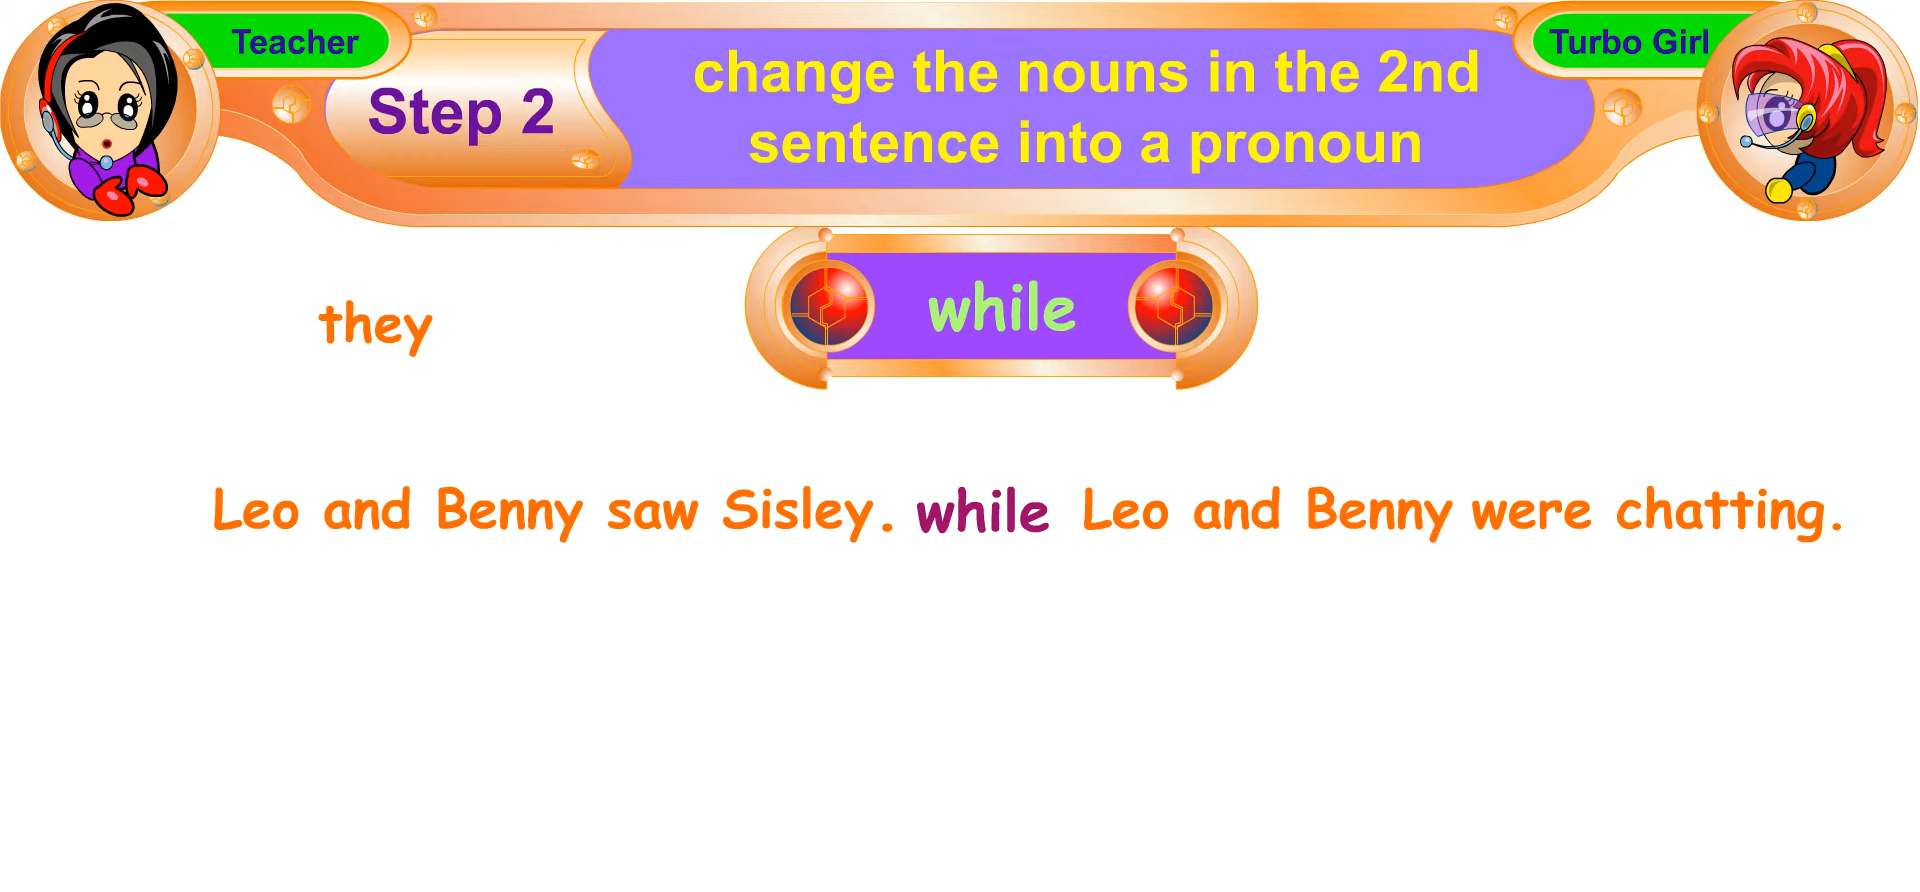 Teacher
Turbo Girl
Step 2
change the nouns in the 2nd
sentence into a pronoun
while
they
Leo and Benny saw Sisley. while Leo and Benny were chatting.